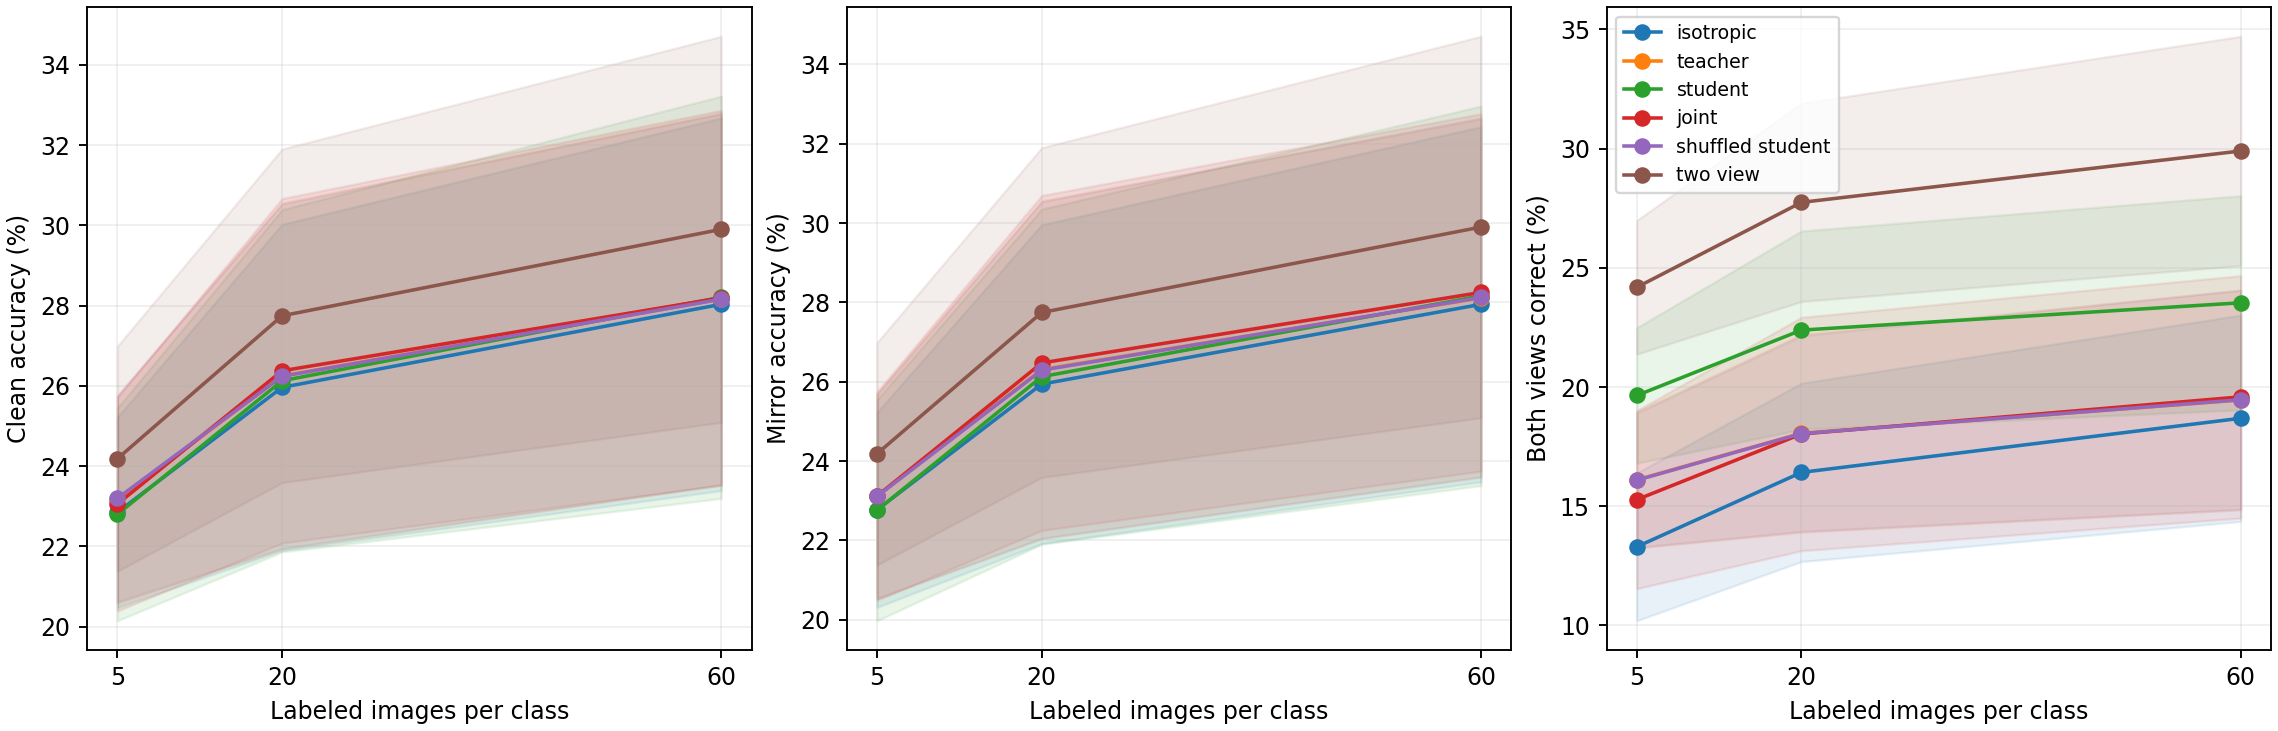 Clean accuracy (%)
34
32
30
28
26
24
22
20
5
20
60
Labeled images per class
Mirror accuracy (%)
34
32
30
28
26
24
22
20
5
20
60
Labeled images per class
Both views correct (%)
35
30
25
20
15
10
isotropic
teacher
student
joint
shuffled student
two view
5
20
60
Labeled images per class